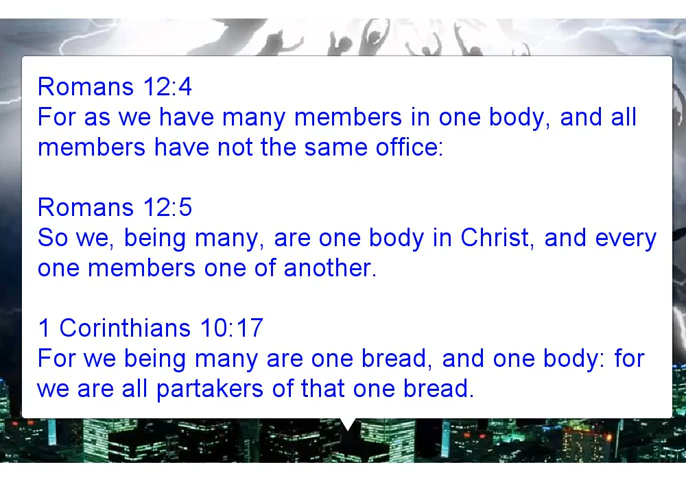 Romans 12:4
For as we have many members in one body, and all
members have not the same office:
Romans 12:5
So we, being many, are one body in Christ, and every
one members one of another.
1 Corinthians 10:17
For we being many are one bread, and one body: for
we are all partakers of that one bread.